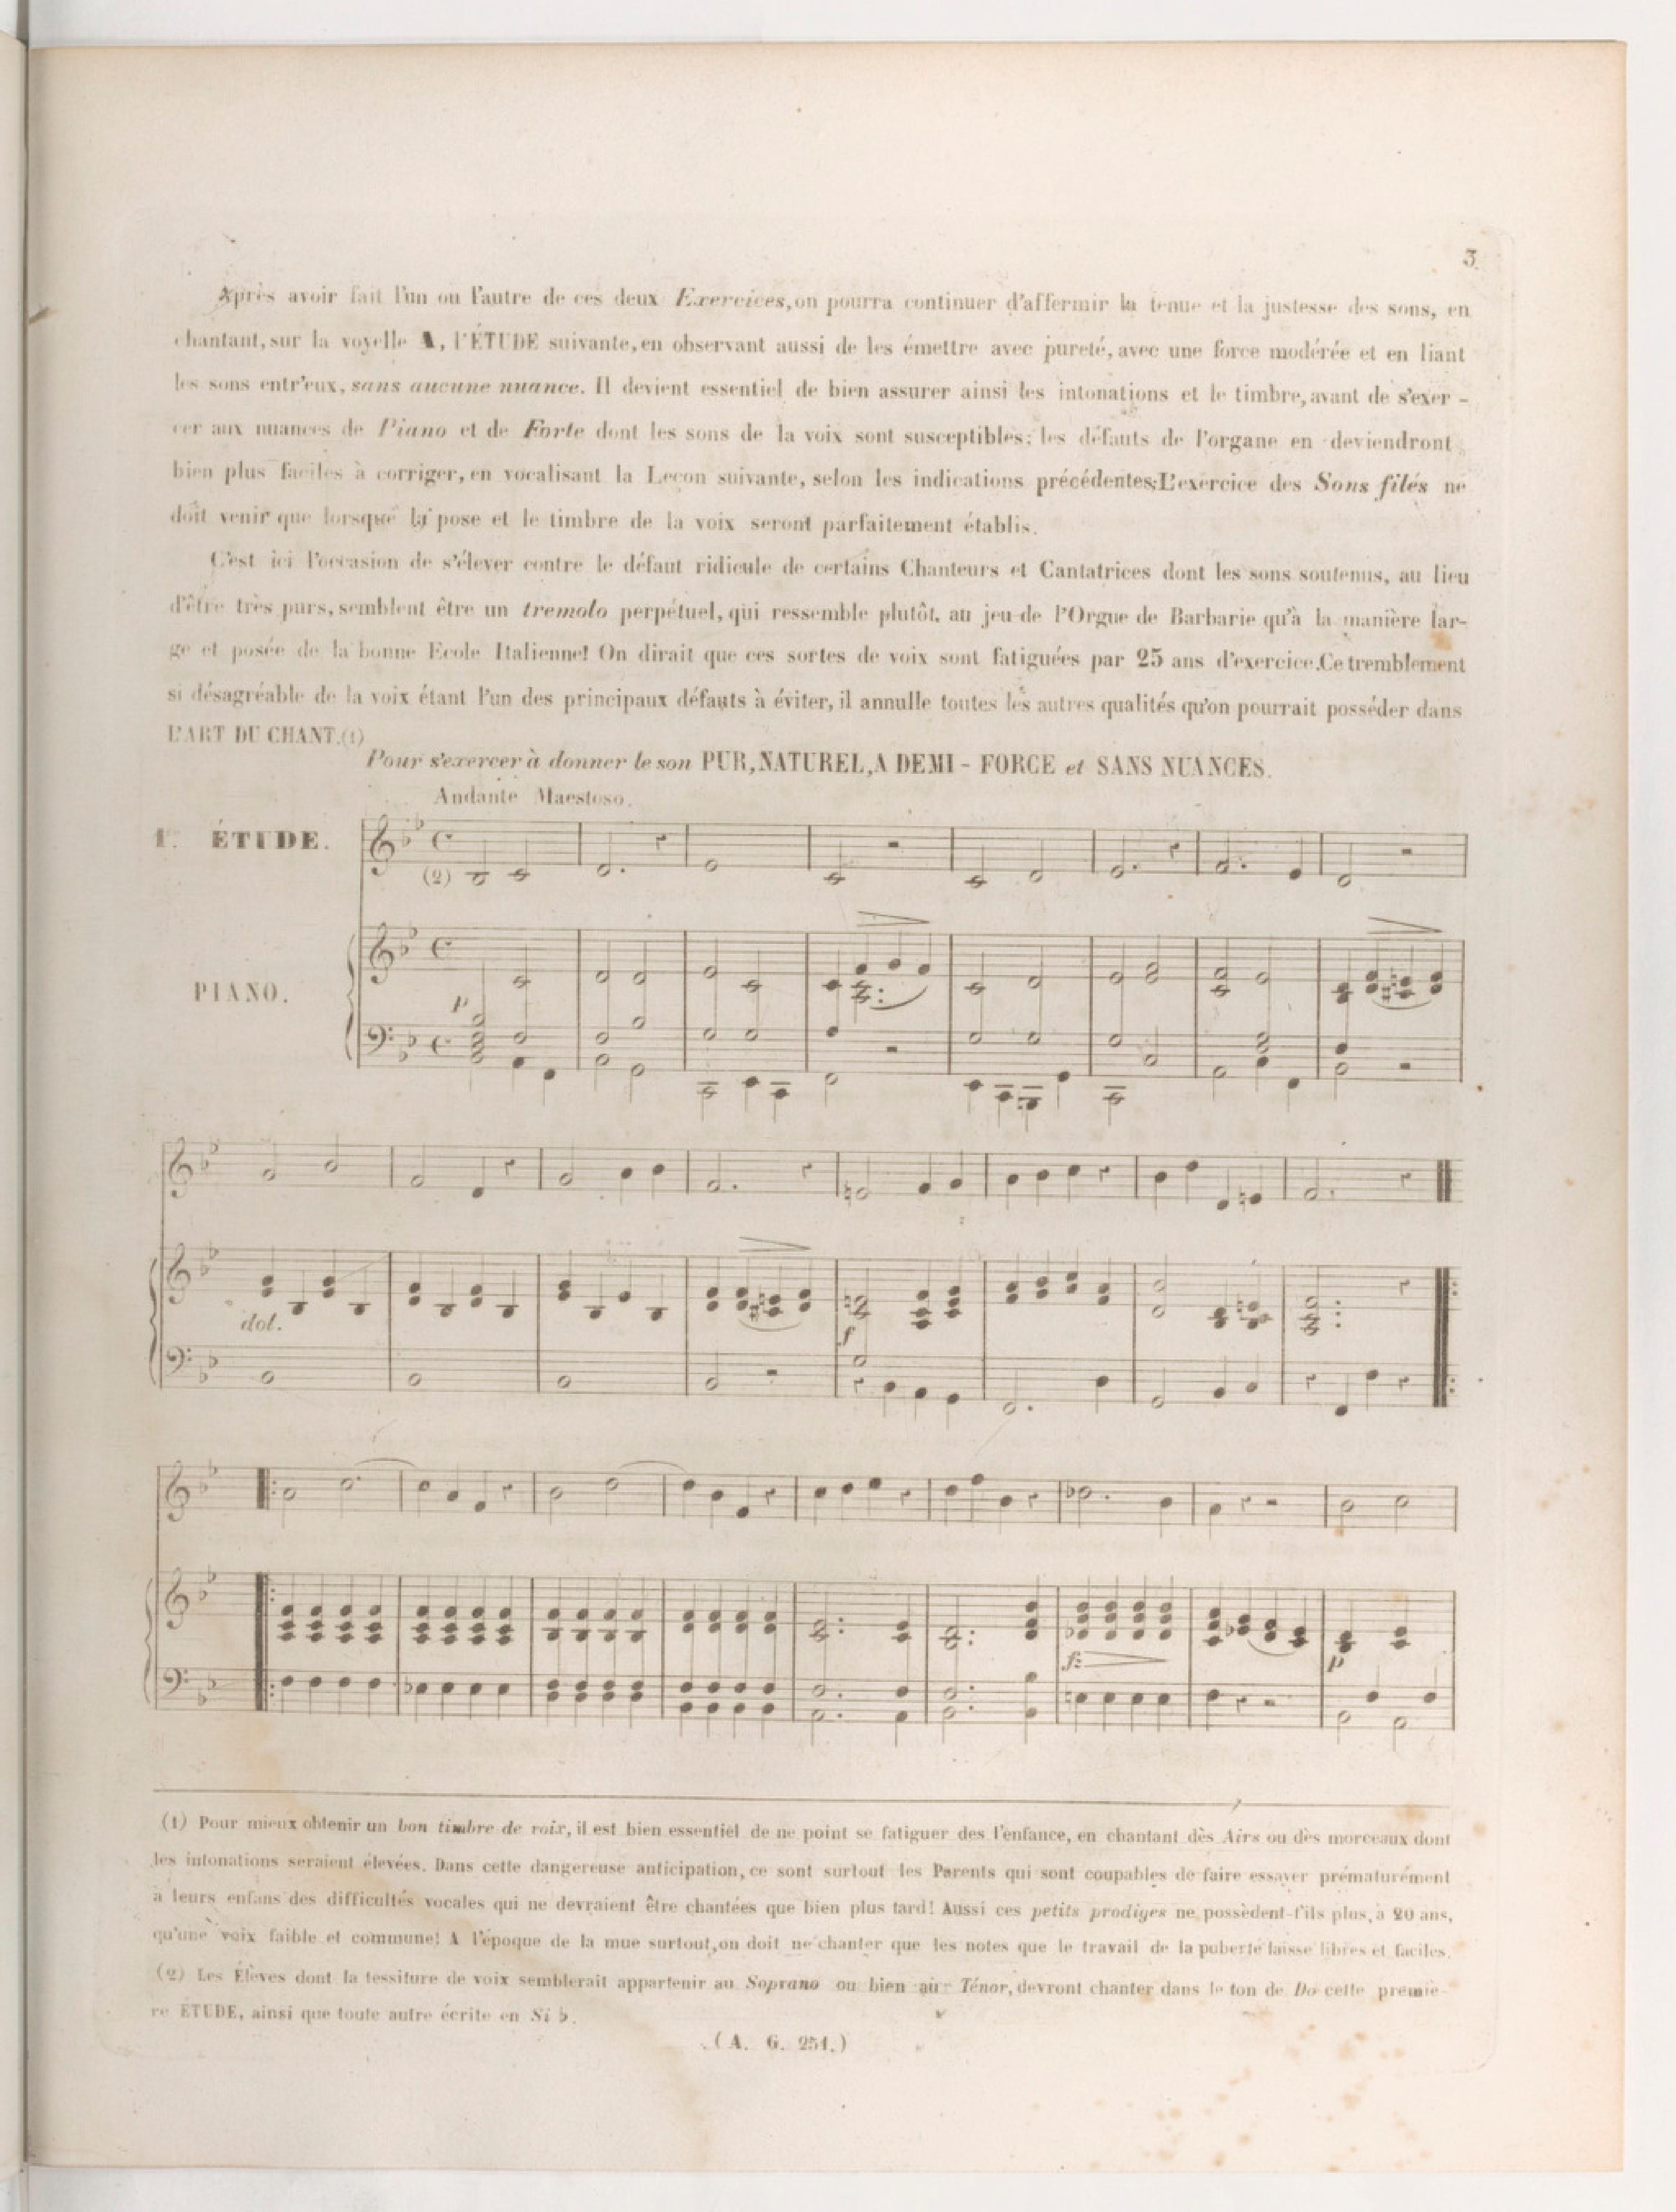 3.
Après avoir fait l'un ou l'autre de ces deux Exercices, on pourra continuer d'affermir la tenue et la justesse des sons, en
chantant, sur la voyelle A, l'ÉTUDE suivante, en observant aussi de les émettre avec pureté, avec une force modérée et en liant
les sons entr'eux, sans aucune nuance. Il devient essentiel de bien assurer ainsi les intonations et le timbre, avant de s'exer-
cer aux nuances de Piano et de Forte dont les sons de la voix sont susceptibles; les défauts de l'organe en deviendront
bien plus faciles à corriger, en vocalisant la Leçon suivante, selon les indications précédentes; L'exercice des Sons filés ne
doit venir que lorsque la pose et le timbre de la voix seront parfaitement établis.
C'est ici l'occasion de s'élever contre le défaut ridicule de certains Chanteurs et Cantatrices dont les sons soutenus, au lieu
d'être très purs, semblent être un tremolo perpétuel, qui ressemble plutôt, au jeu de l'Orgue de Barbarie qu'à la manière lar-
ge et posée de la bonne Ecole Italienne! On dirait que ces sortes de voix sont fatiguées par 25 ans d'exercice. Ce tremblement
si désagréable de la voix étant l'un des principaux défauts à éviter, il annulle toutes les autres qualités qu'on pourrait posséder dans
L'ART DU CHANT.(1)
Pour s'exercer à donner le son PUR, NATUREL, A DEMI - FORCE et SANS NUANCES.
Andante Maestoso.
1ʳ. ÉTUDE.
(2)
PIANO.
p
dol.
f
f
p
(1) Pour mieux obtenir un bon timbre de voix, il est bien essentiel de ne point se fatiguer des l'enfance, en chantant dès Airs ou dès morceaux dont
les intonations seraient élevées. Dans cette dangereuse anticipation, ce sont surtout les Parents qui sont coupables de faire essayer prématurément
à leurs enfans des difficultés vocales qui ne devraient être chantées que bien plus tard! Aussi ces petits prodiges ne possèdent-t'ils plus, à 20 ans,
qu'une voix faible et commune! A l'époque de la mue surtout, on doit ne chanter que les notes que le travail de la puberté laisse libres et faciles.
(2) Les Élèves dont la tessiture de voix semblerait appartenir au Soprano ou bien au Ténor, devront chanter dans le ton de Do cette premiè-
re ETUDE, ainsi que toute autre écrite en Si ♭.
(A. G. 251.)